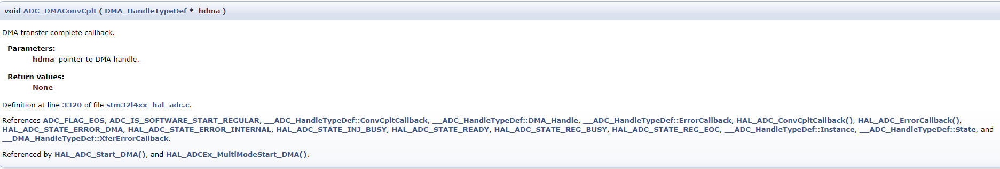 void ADC_DMAConvCplt ( DMA_HandleTypeDef * hdma )
DMA transfer complete callback.
Parameters:
hdma pointer to DMA handle.
Return values:
None
Definition at line 3320 of file stm32l4xx_hal_adc.c.
References ADC_FLAG_EOS, ADC_IS_SOFTWARE_START_REGULAR, __ADC_HandleTypeDef::ConvCpltCallback, __ADC_HandleTypeDef::DMA_Handle, __ADC_HandleTypeDef::ErrorCallback, HAL_ADC_ConvCpltCallback(), HAL_ADC_ErrorCallback(),
HAL_ADC_STATE_ERROR_DMA, HAL_ADC_STATE_ERROR_INTERNAL, HAL_ADC_STATE_INJ_BUSY, HAL_ADC_STATE_READY, HAL_ADC_STATE_REG_BUSY, HAL_ADC_STATE_REG_EOC, __ADC_HandleTypeDef::Instance, __ADC_HandleTypeDef::State, and
__DMA_HandleTypeDef::XferErrorCallback.
Referenced by HAL_ADC_Start_DMA(), and HAL_ADCEx_MultiModeStart_DMA().